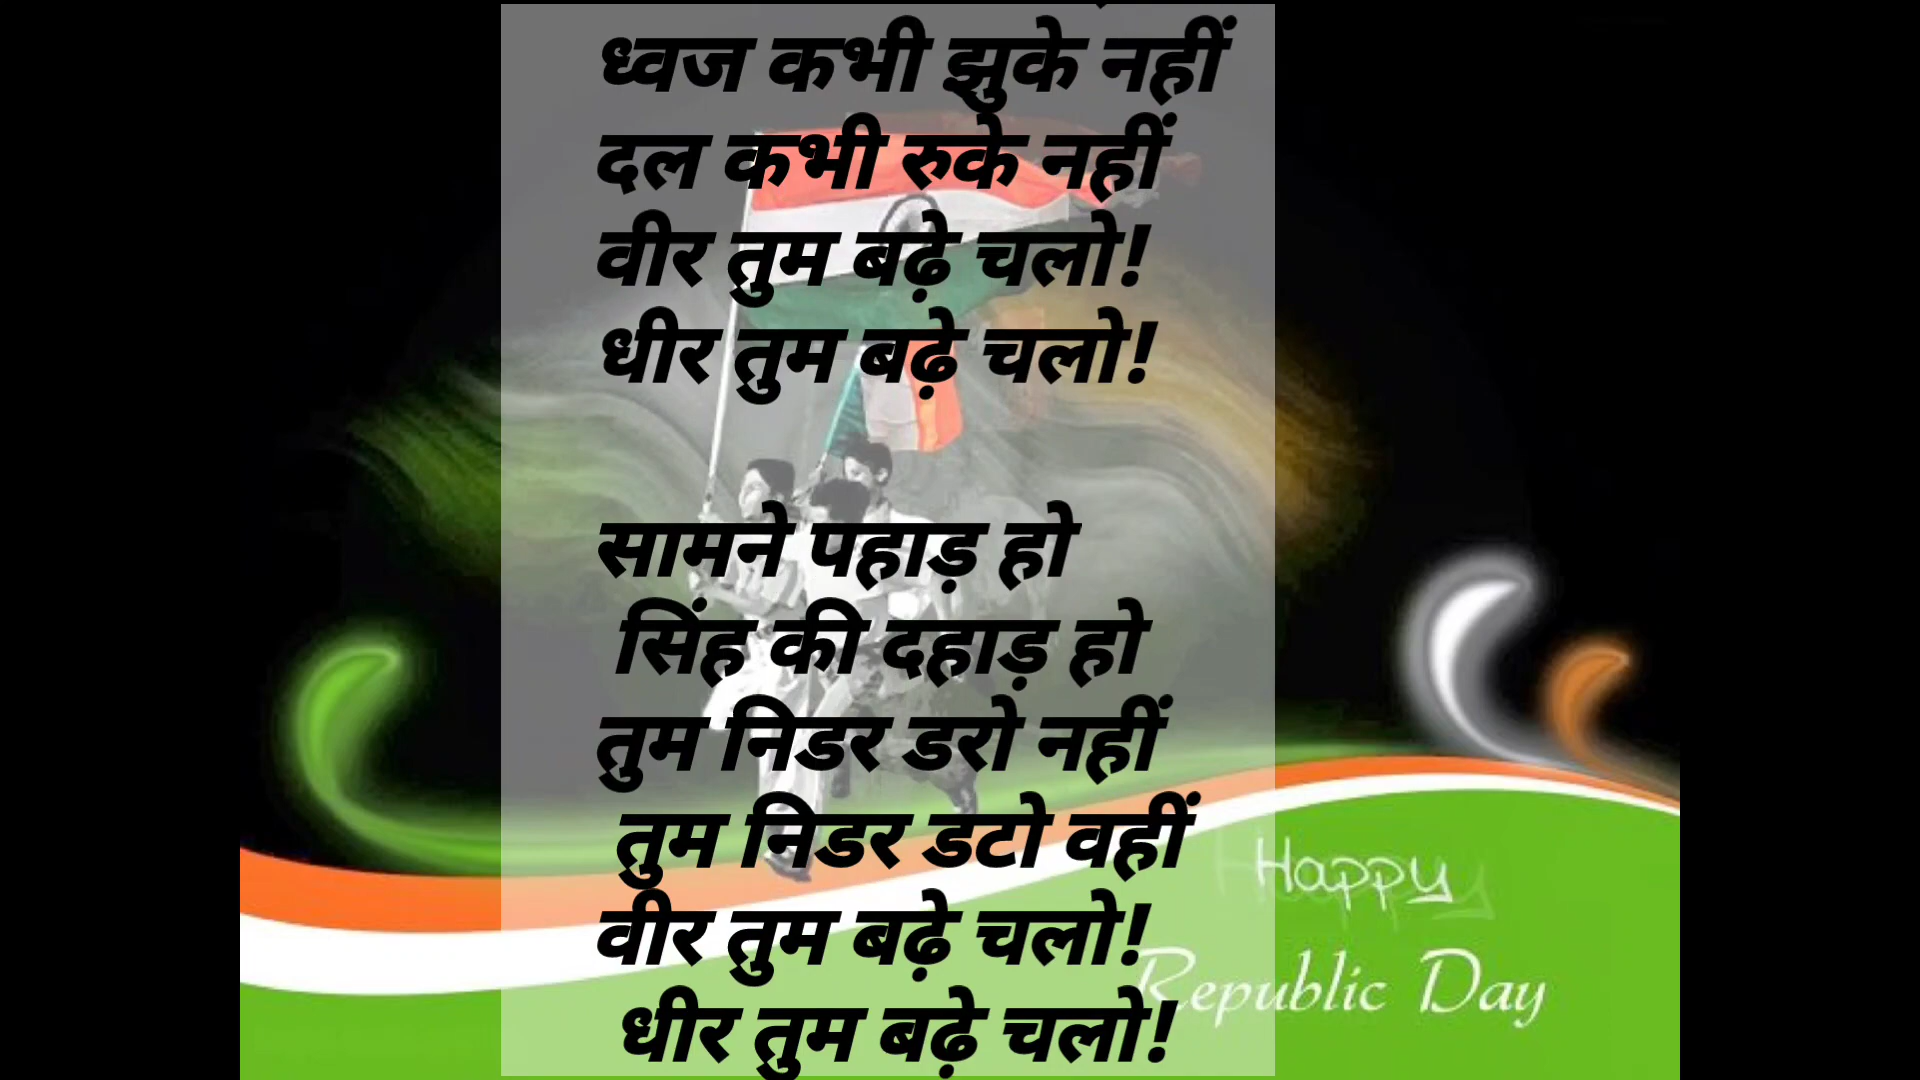 ध्वज कभी झुके नहीं
दल कभी रुके नहीं
वीर तुम बढ़े चलो!
धीर तुम बढ़े चलो!
सामने पहाड़ हो
सिंह की दहाड़ हो
तुम निडर डरो नहीं
तुम निडर डटो वहीं
वीर तुम बढ़े चलो!
धीर तुम बढ़े चलो!
Happy
Republic Day